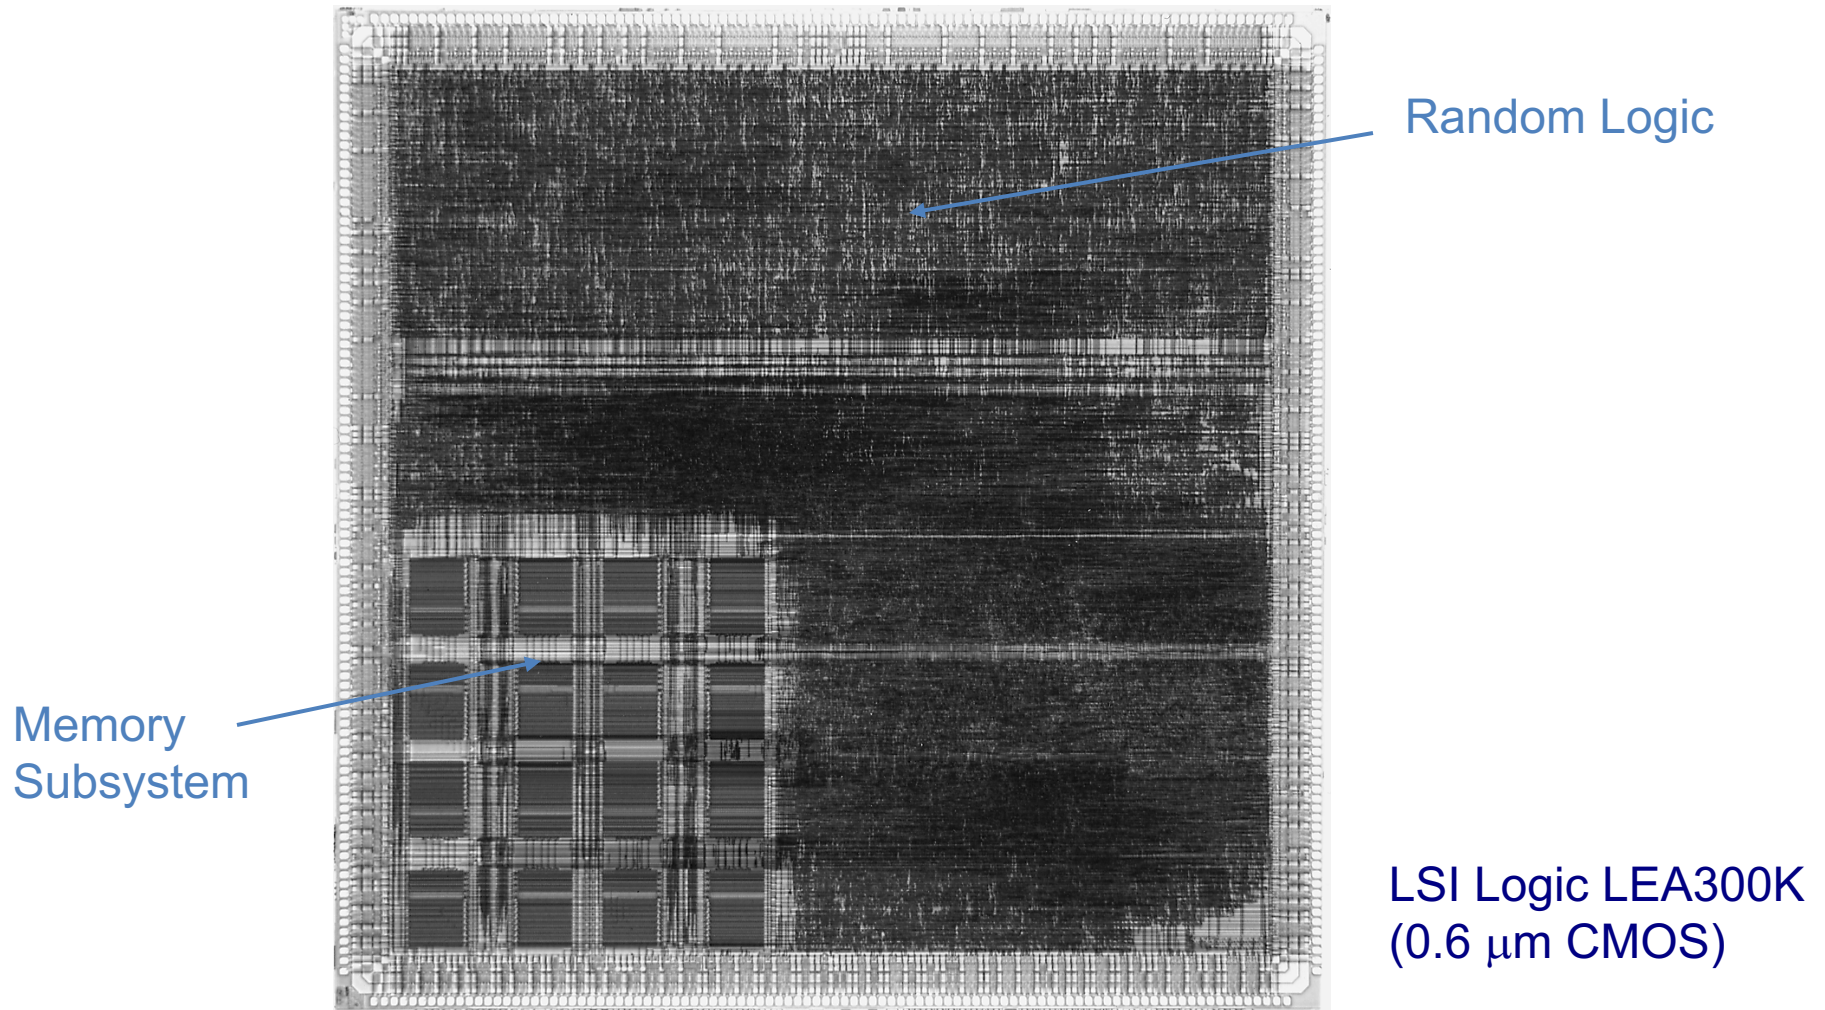 Random Logic
Memory
Subsystem
LSI Logic LEA300K
(0.6 μm CMOS)